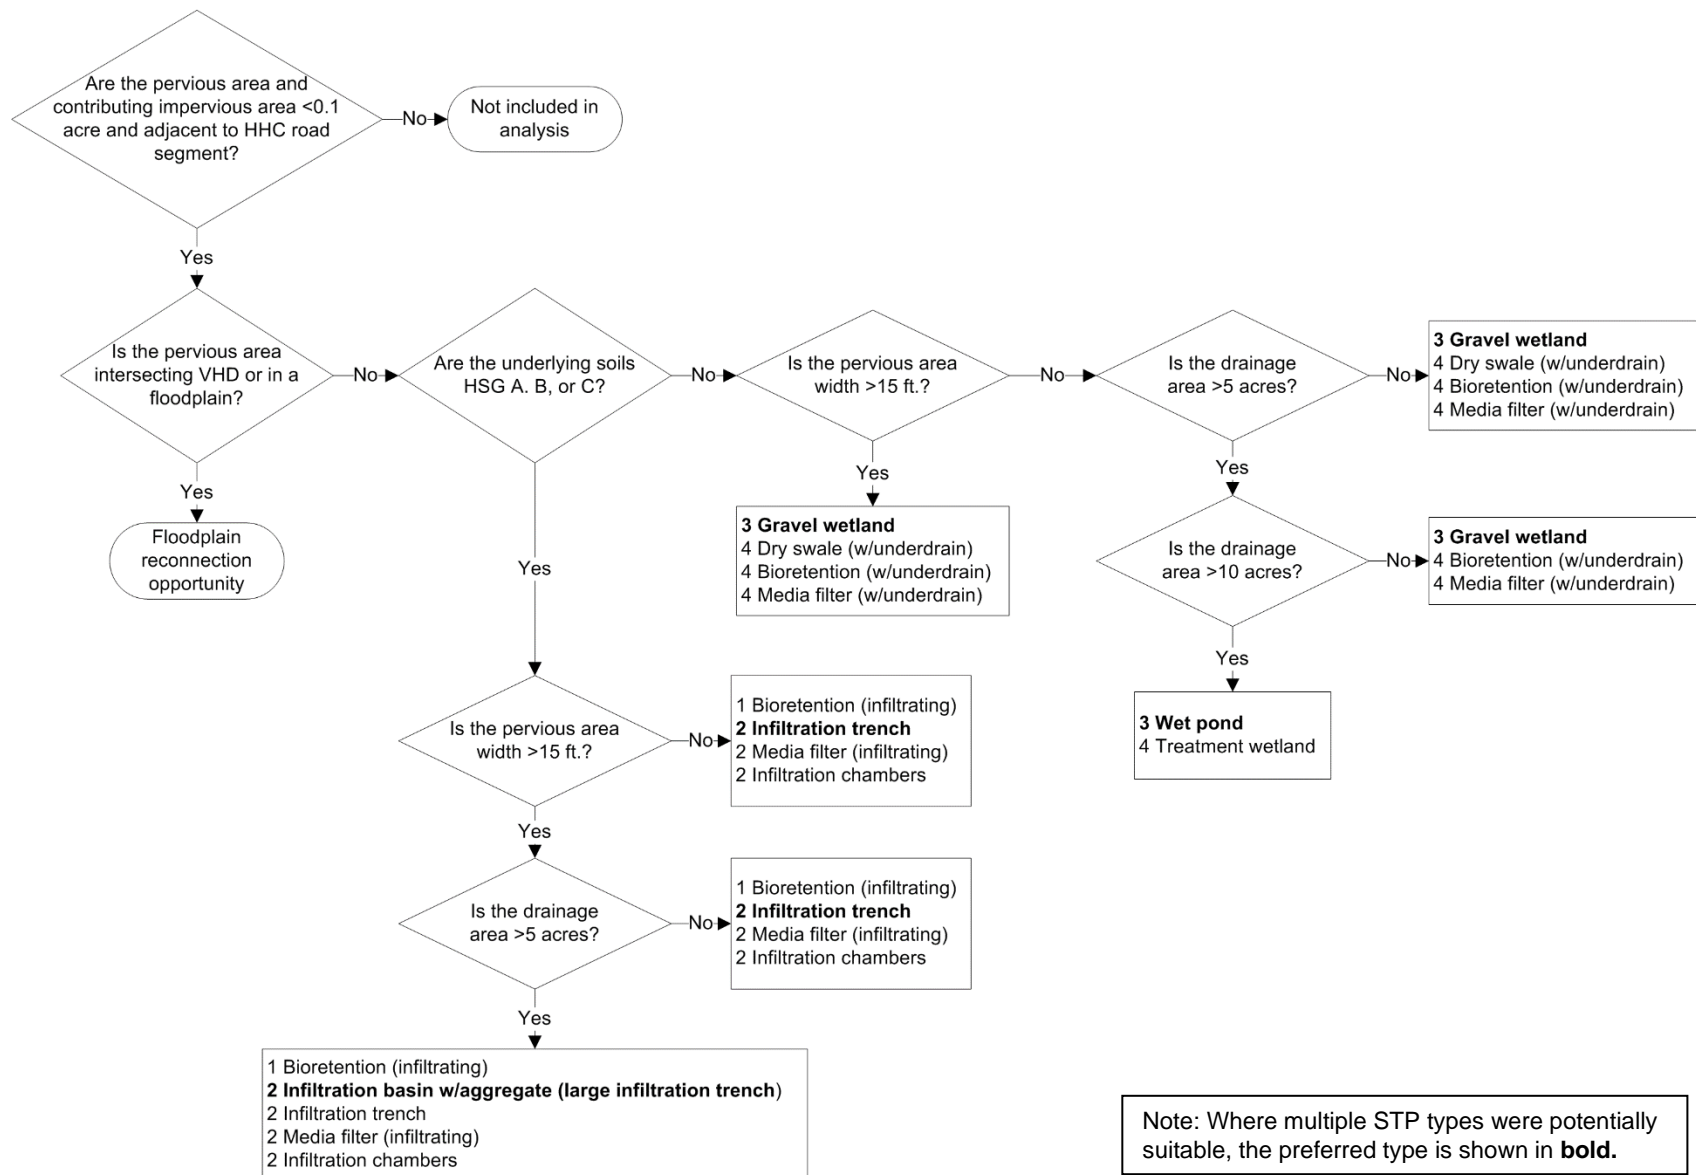 Are the pervious area and
contributing impervious area <0.1
acre and adjacent to HHC road
segment?
No
Not included in
analysis
Yes
Is the pervious area
intersecting VHD or in a
floodplain?
No
Are the underlying soils
HSG A. B, or C?
No
Is the pervious area
width >15 ft.?
No
Is the drainage
area >5 acres?
No
3 Gravel wetland
4 Dry swale (w/underdrain)
4 Bioretention (w/underdrain)
4 Media filter (w/underdrain)
Yes
Floodplain
reconnection
opportunity
Yes
Yes
3 Gravel wetland
4 Dry swale (w/underdrain)
4 Bioretention (w/underdrain)
4 Media filter (w/underdrain)
Yes
Is the drainage
area >10 acres?
No
3 Gravel wetland
4 Bioretention (w/underdrain)
4 Media filter (w/underdrain)
Yes
3 Wet pond
4 Treatment wetland
Is the pervious area
width >15 ft.?
No
1 Bioretention (infiltrating)
2 Infiltration trench
2 Media filter (infiltrating)
2 Infiltration chambers
Yes
Is the drainage
area >5 acres?
No
1 Bioretention (infiltrating)
2 Infiltration trench
2 Media filter (infiltrating)
2 Infiltration chambers
Yes
1 Bioretention (infiltrating)
2 Infiltration basin w/aggregate (large infiltration trench)
2 Infiltration trench
2 Media filter (infiltrating)
2 Infiltration chambers
Note: Where multiple STP types were potentially
suitable, the preferred type is shown in bold.